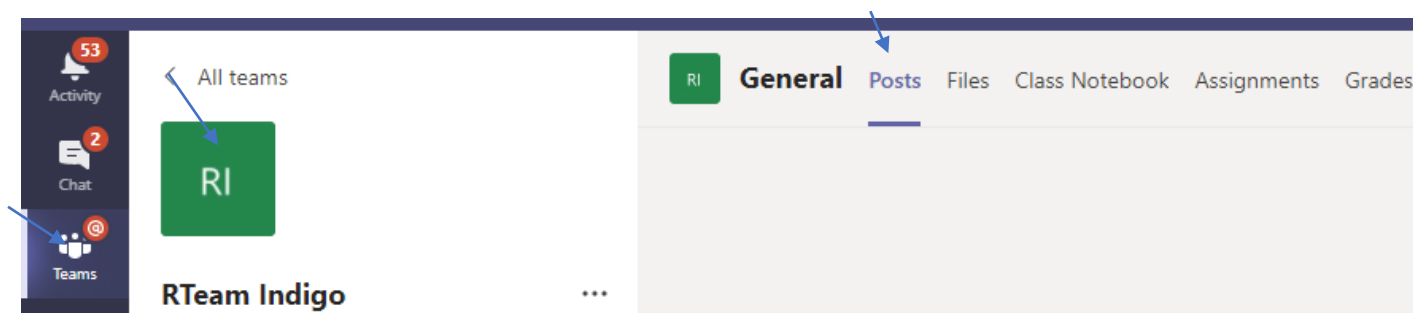 53
Activity
2
Chat
@
Teams
All teams
RI
RTeam Indigo
...
RI General Posts Files Class Notebook Assignments Grades